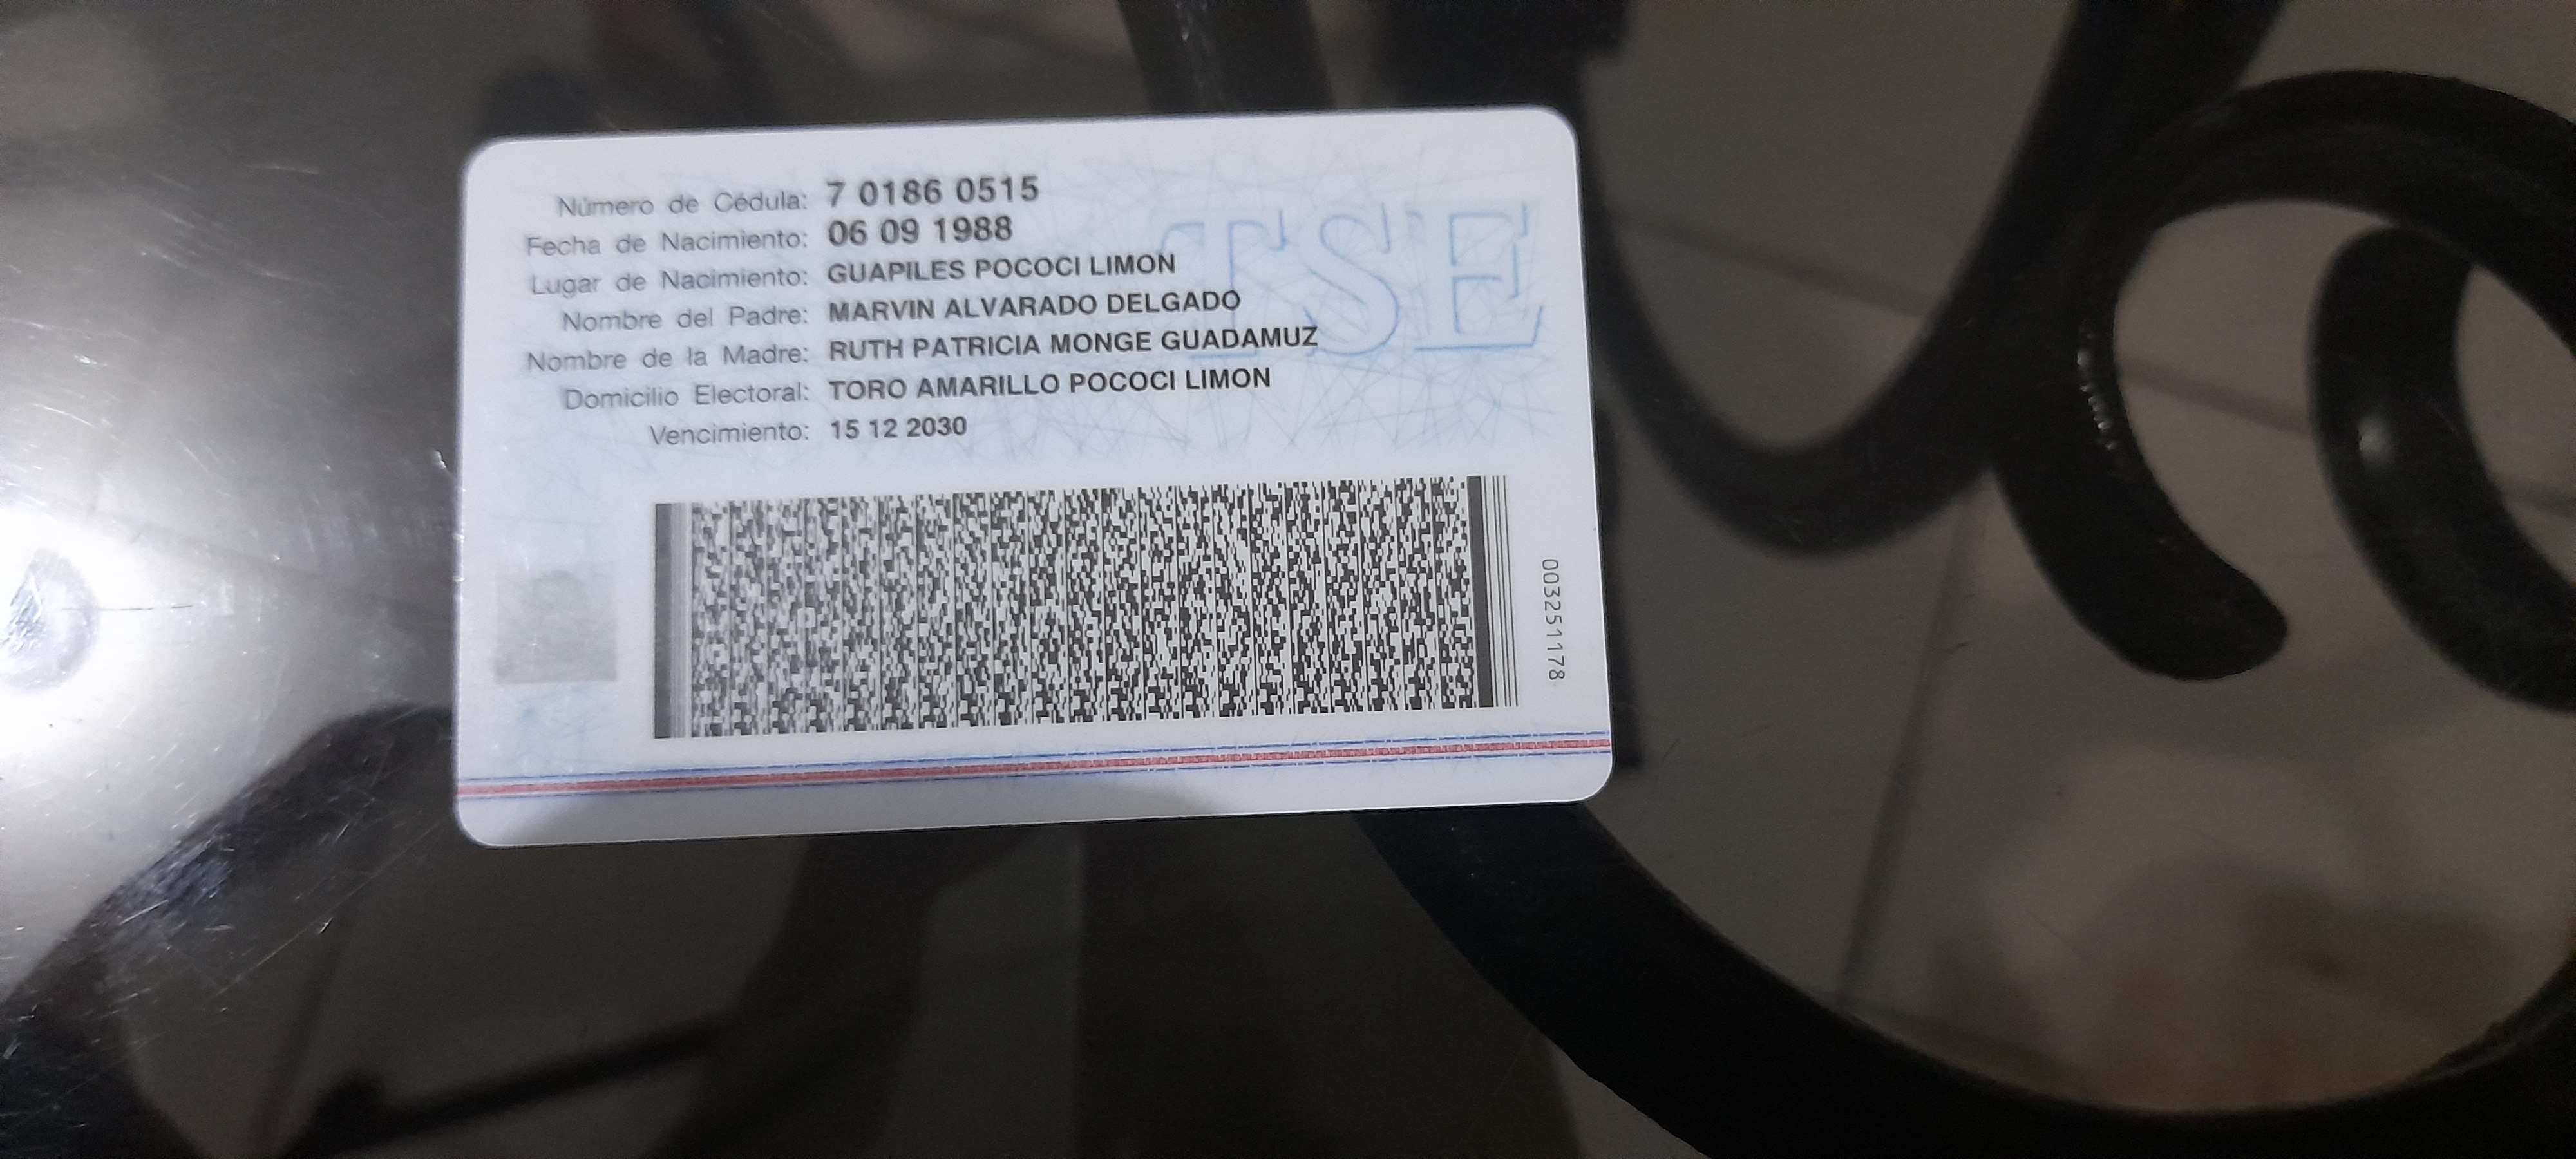 Número de Cédula: 7 0186 0515
Fecha de Nacimiento: 06 09 1988
Lugar de Nacimiento: GUAPILES POCOCI LIMON
Nombre del Padre: MARVIN ALVARADO DELGADO
Nombre de la Madre: RUTH PATRICIA MONGE GUADAMUZ
Domicilio Electoral: TORO AMARILLO POCOCI LIMON
Vencimiento: 15 12 2030
TSE
003251178